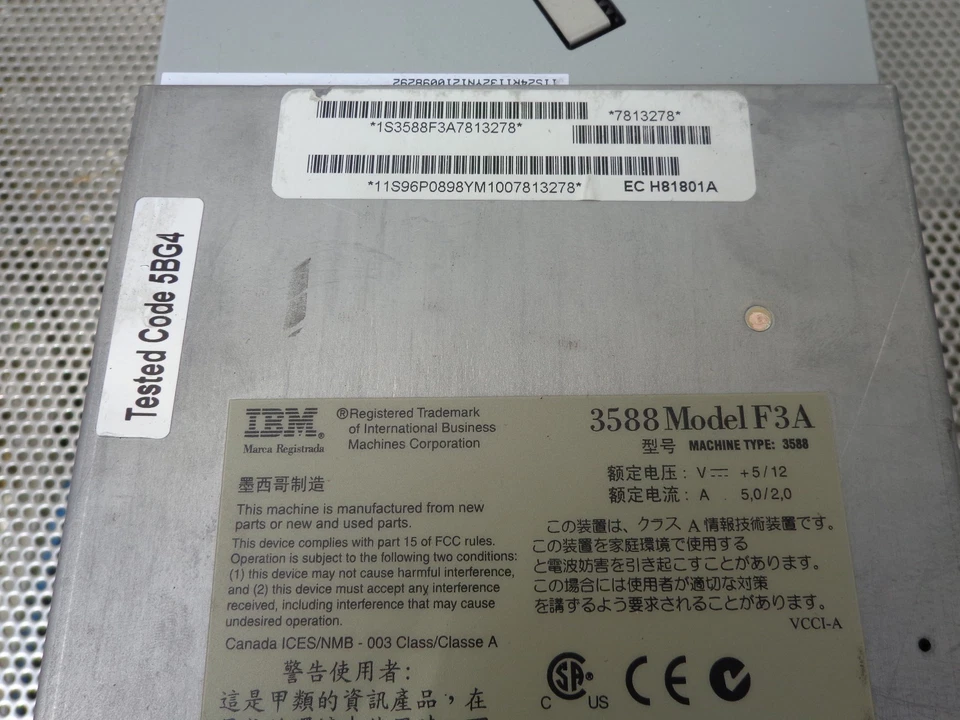 11S24R1132YN12100982292
*1S3588F3A7813278*
*7813278*
*11S96P0898YM1007813278*
EC H81801A
Tested Code 5BG4
IBM®
Marca Registrada
®Registered Trademark
of International Business
Machines Corporation
3588 Model F3A
型号 MACHINE TYPE: 3588
额定电压: V⎓ +5/12
额定电流: A . 5,0/2,0
墨西哥制造
This machine is manufactured from new
parts or new and used parts.
This device complies with part 15 of FCC rules.
Operation is subject to the following two conditions:
(1) this device may not cause harmful interference,
and (2) this device must accept any interference
received, including interference that may cause
undesired operation.
Canada ICES/NMB - 003 Class/Classe A
この装置は、クラス A 情報技術装置です。
この装置を家庭環境で使用する
と電波妨害を引き起こすことがあります。
この場合には使用者が適切な対策
を講ずるよう要求されることがあります。
VCCI-A
警告使用者:
這是甲類的資訊產品，在
C SA® US
CE